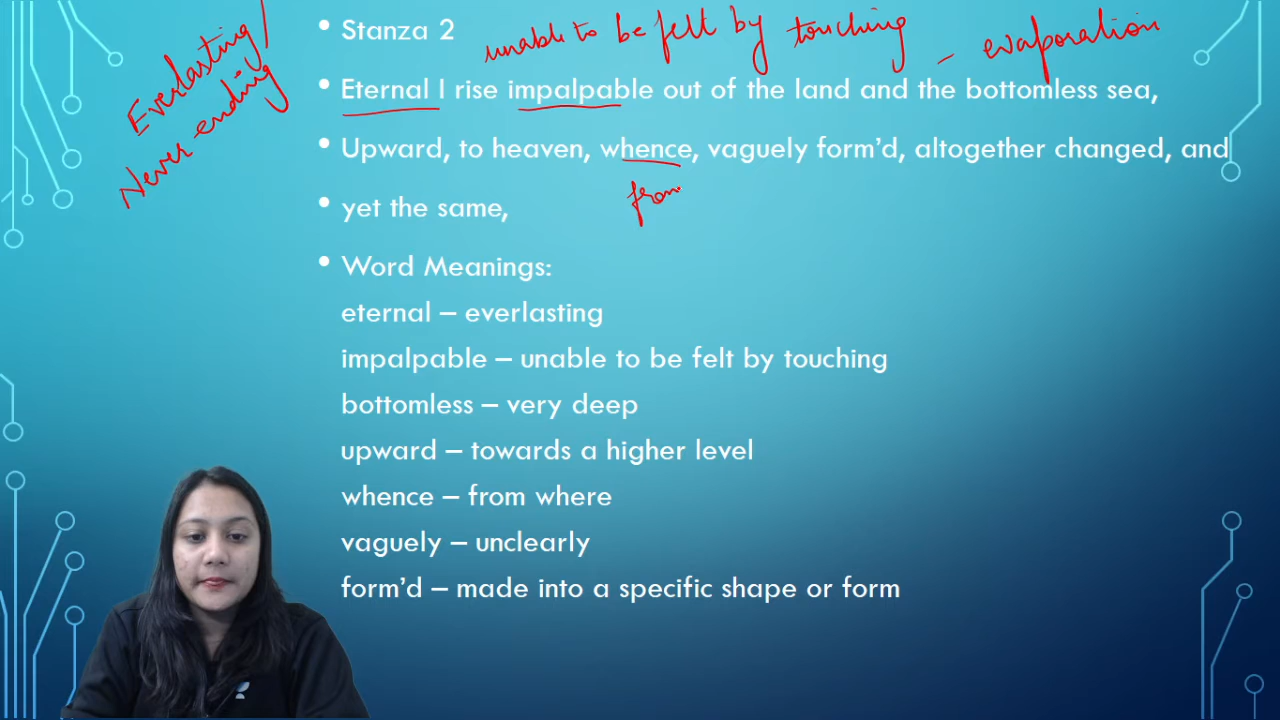 Everlasting /
Never ending
• Stanza 2
unable to be felt by touching
– evaporation
• Eternal I rise impalpable out of the land and the bottomless sea,
• Upward, to heaven, whence, vaguely form’d, altogether changed, and
from
• yet the same,
• Word Meanings:
eternal – everlasting
impalpable – unable to be felt by touching
bottomless – very deep
upward – towards a higher level
whence – from where
vaguely – unclearly
form’d – made into a specific shape or form